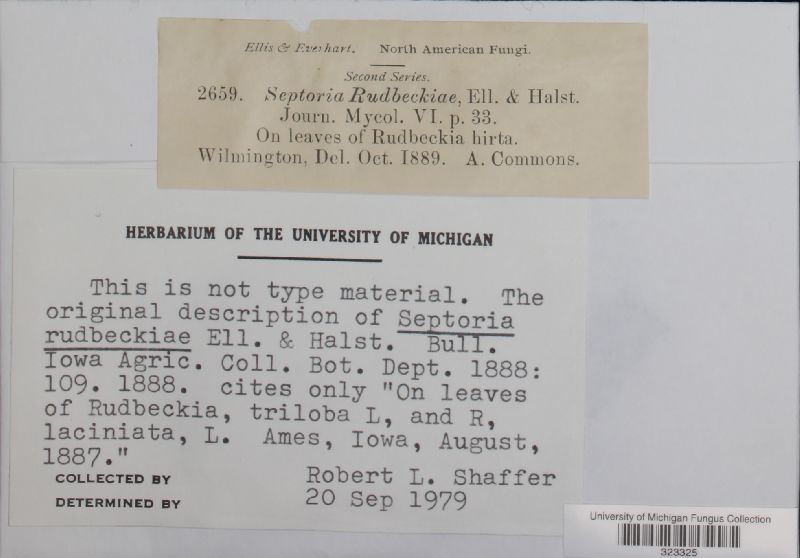 Ellis & Everhart. North American Fungi.
Second Series.
2659. Septoria Rudbeckiae, Ell. & Halst.
Journ. Mycol. VI. p. 33.
On leaves of Rudbeckia hirta.
Wilmington, Del. Oct. 1889. A. Commons.
HERBARIUM OF THE UNIVERSITY OF MICHIGAN
This is not type material. The
original description of Septoria
rudbeckiae Ell. & Halst. Bull.
Iowa Agric. Coll. Bot. Dept. 1888:
109. 1888. cites only "On leaves
of Rudbeckia, triloba L, and R,
laciniata, L. Ames, Iowa, August,
1887."
COLLECTED BY Robert L. Shaffer
DETERMINED BY 20 Sep 1979
University of Michigan Fungus Collection
323325